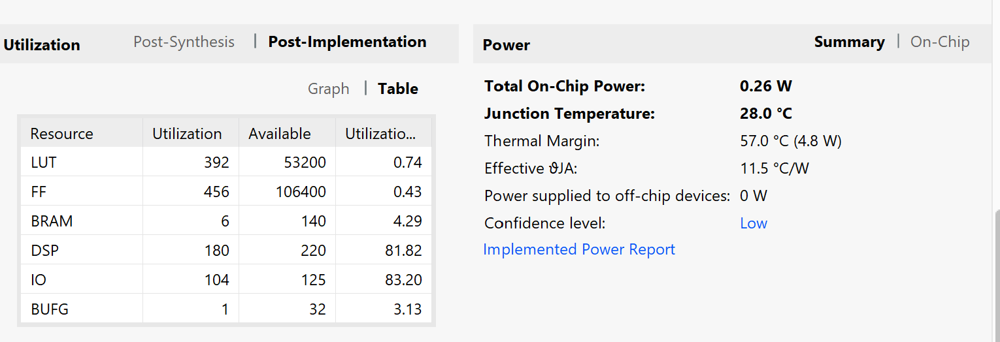 Utilization Post-Synthesis | Post-Implementation
Graph | Table
Resource Utilization Available Utilizatio...
LUT 392 53200 0.74
FF 456 106400 0.43
BRAM 6 140 4.29
DSP 180 220 81.82
IO 104 125 83.20
BUFG 1 32 3.13
Power Summary | On-Chip
Total On-Chip Power: 0.26 W
Junction Temperature: 28.0 °C
Thermal Margin: 57.0 °C (4.8 W)
Effective ϑJA: 11.5 °C/W
Power supplied to off-chip devices: 0 W
Confidence level: Low
Implemented Power Report